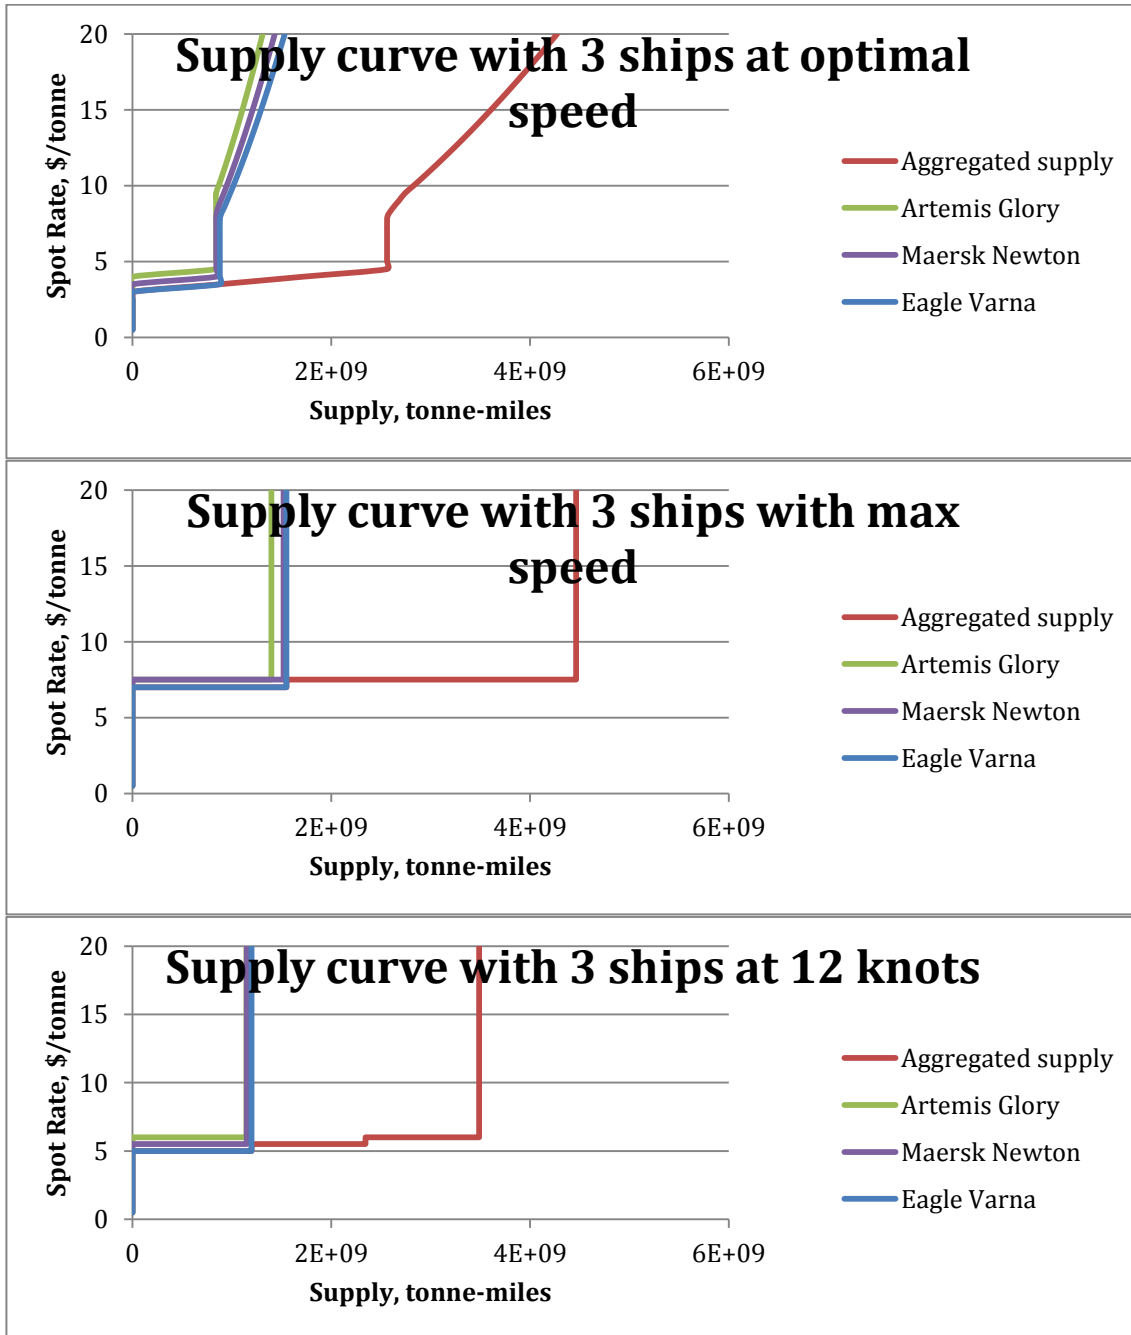 Supply curve with 3 ships at optimal
speed
Spot Rate, $/tonne
20
15
10
5
0
0
2E+09
4E+09
6E+09
Supply, tonne-miles
Aggregated supply
Artemis Glory
Maersk Newton
Eagle Varna
Supply curve with 3 ships with max
speed
Spot Rate, $/tonne
20
15
10
5
0
0
2E+09
4E+09
6E+09
Supply, tonne-miles
Aggregated supply
Artemis Glory
Maersk Newton
Eagle Varna
Supply curve with 3 ships at 12 knots
Spot Rate, $/tonne
20
15
10
5
0
0
2E+09
4E+09
6E+09
Supply, tonne-miles
Aggregated supply
Artemis Glory
Maersk Newton
Eagle Varna